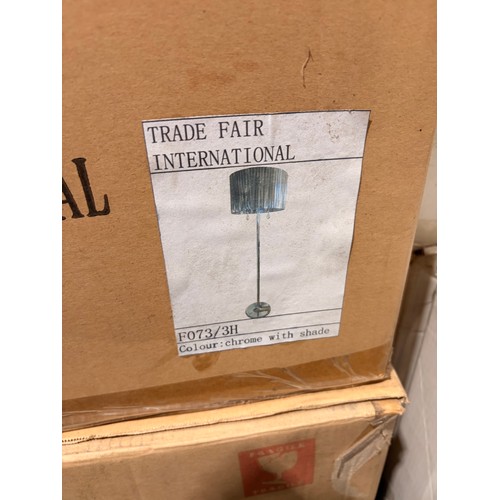 TRADE FAIR
INTERNATIONAL
AL
F073/3H
Colour:chrome with shade